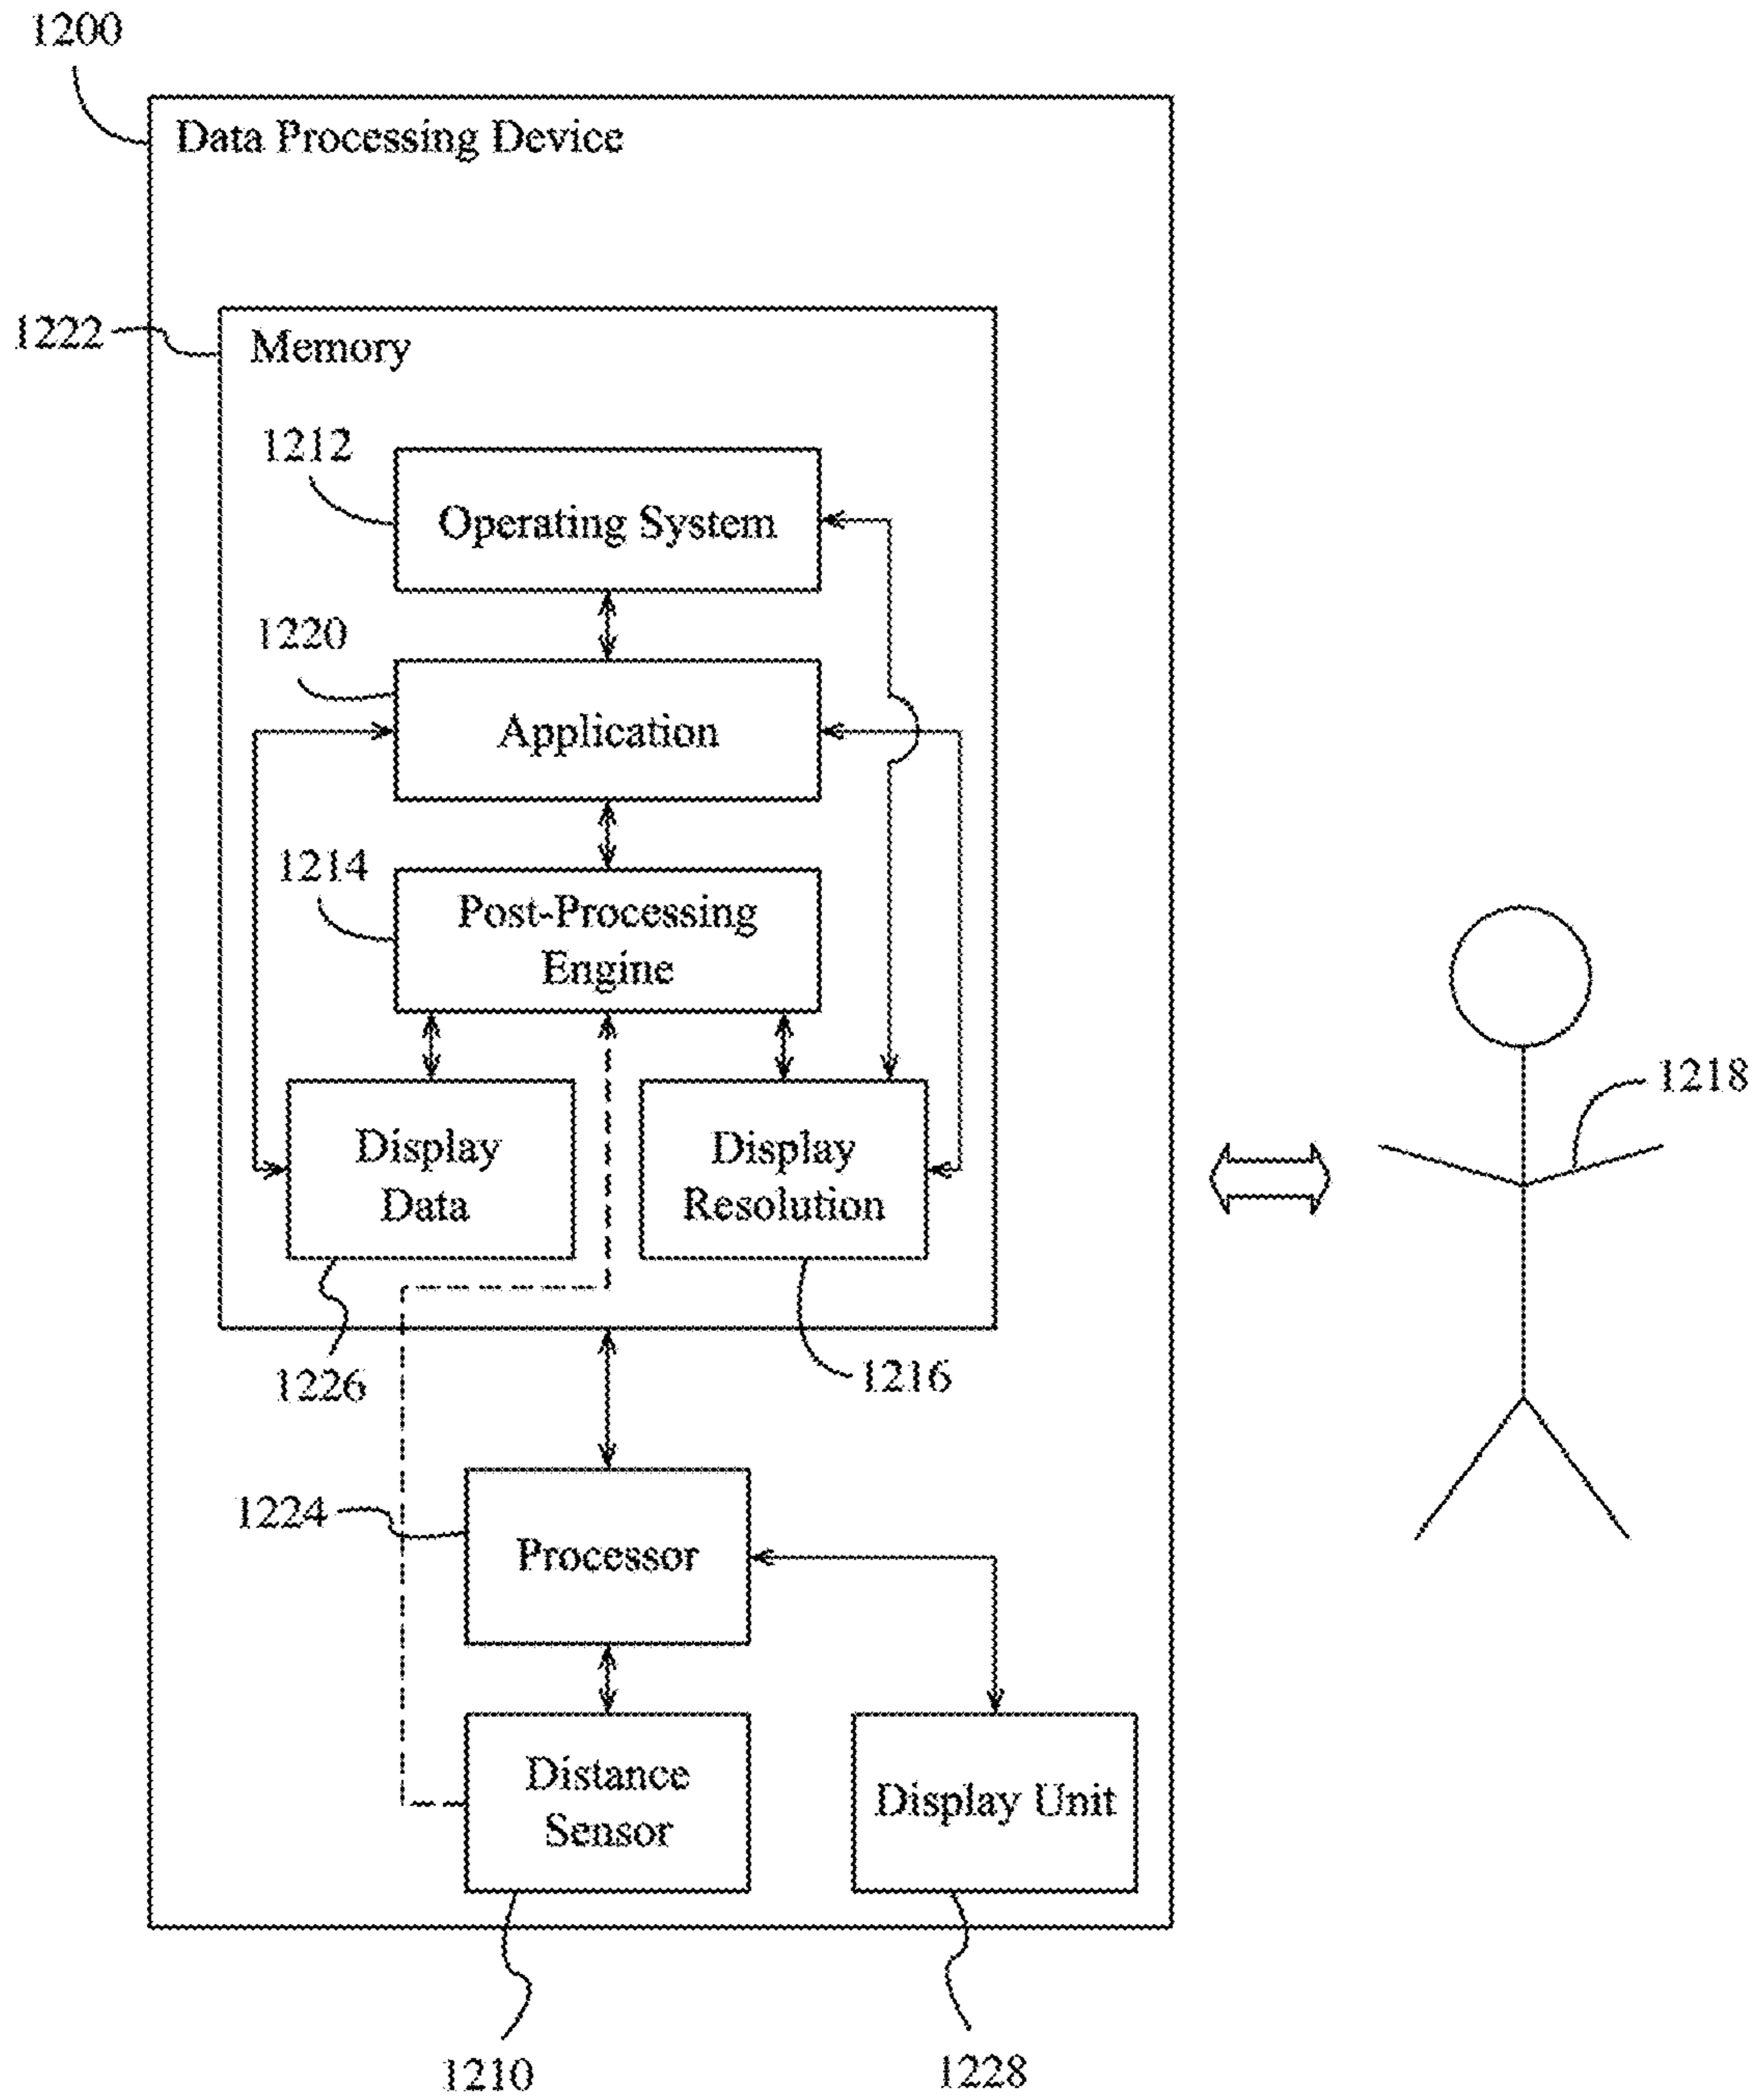 1200
Data Processing Device
1222
Memory
1212
Operating System
1220
Application
1214
Post-Processing
Engine
1218
Display
Data
Display
Resolution
1226
1216
1224
Processor
Distance
Sensor
Display Unit
1210
1228